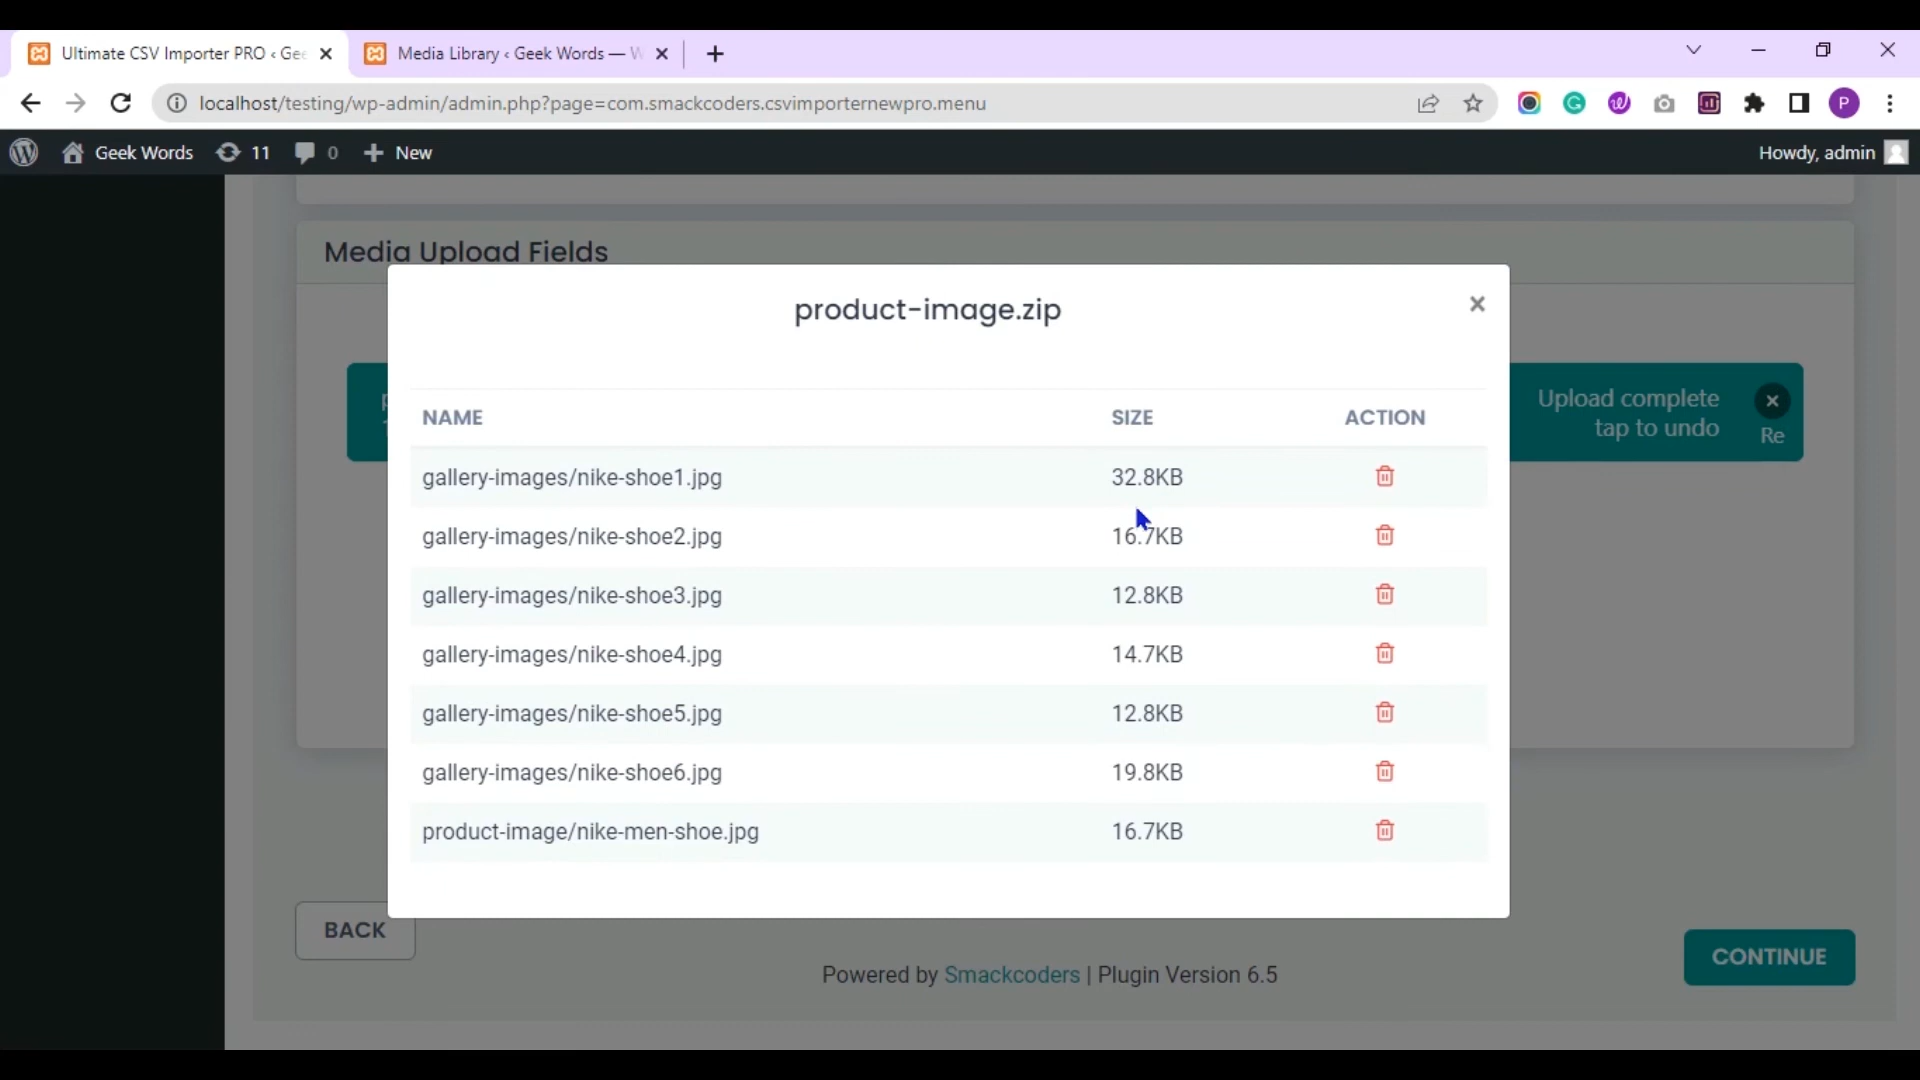 Ultimate CSV Importer PRO ‹ Gee
Media Library ‹ Geek Words — W
localhost/testing/wp-admin/admin.php?page=com.smackcoders.csvimporternewpro.menu
P
Geek Words
11
0
New
Howdy, admin
Media Upload Fields
product-image.zip
Upload complete
tap to undo
Re
NAME SIZE ACTION
gallery-images/nike-shoe1.jpg 32.8KB
gallery-images/nike-shoe2.jpg 16.7KB
gallery-images/nike-shoe3.jpg 12.8KB
gallery-images/nike-shoe4.jpg 14.7KB
gallery-images/nike-shoe5.jpg 12.8KB
gallery-images/nike-shoe6.jpg 19.8KB
product-image/nike-men-shoe.jpg 16.7KB
BACK
CONTINUE
Powered by Smackcoders | Plugin Version 6.5